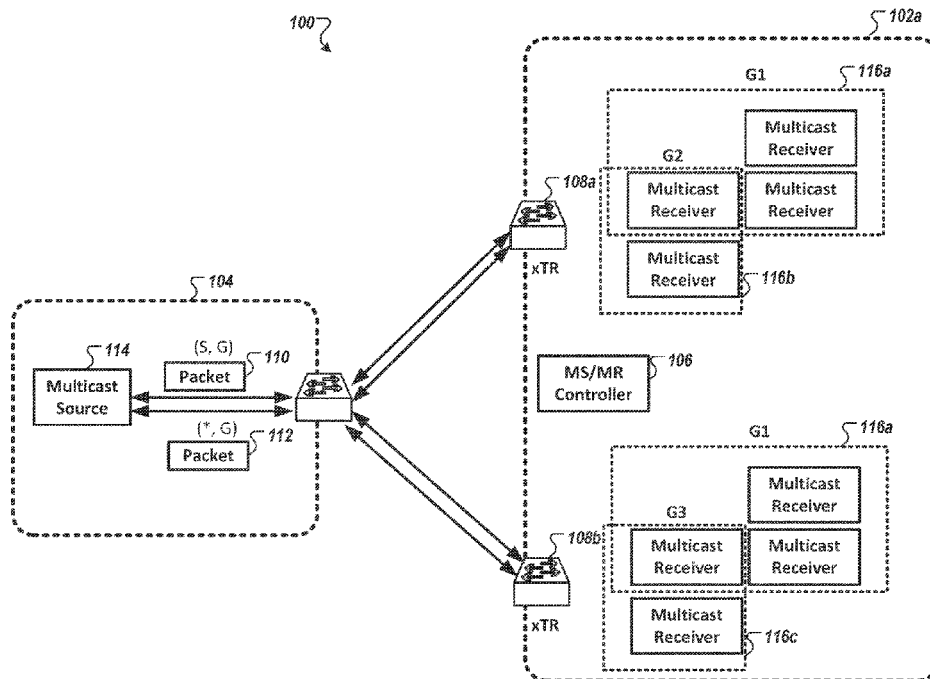 100
102a
G1
116a
Multicast
Receiver
G2
Multicast
Receiver
Multicast
Receiver
108a
xTR
Multicast
Receiver
116b
104
114
(S, G)
110
Packet
Multicast
Source
(*, G)
112
Packet
MS/MR
Controller
106
G1
116a
Multicast
Receiver
G3
Multicast
Receiver
Multicast
Receiver
108b
xTR
Multicast
Receiver
116c